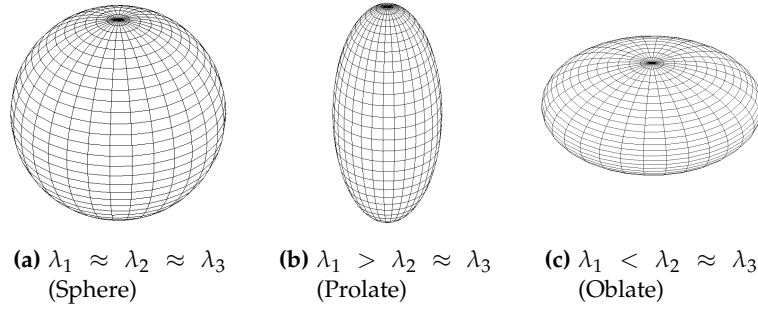 (a) λ₁ ≈ λ₂ ≈ λ₃
(Sphere)
(b) λ₁ > λ₂ ≈ λ₃
(Prolate)
(c) λ₁ < λ₂ ≈ λ₃
(Oblate)